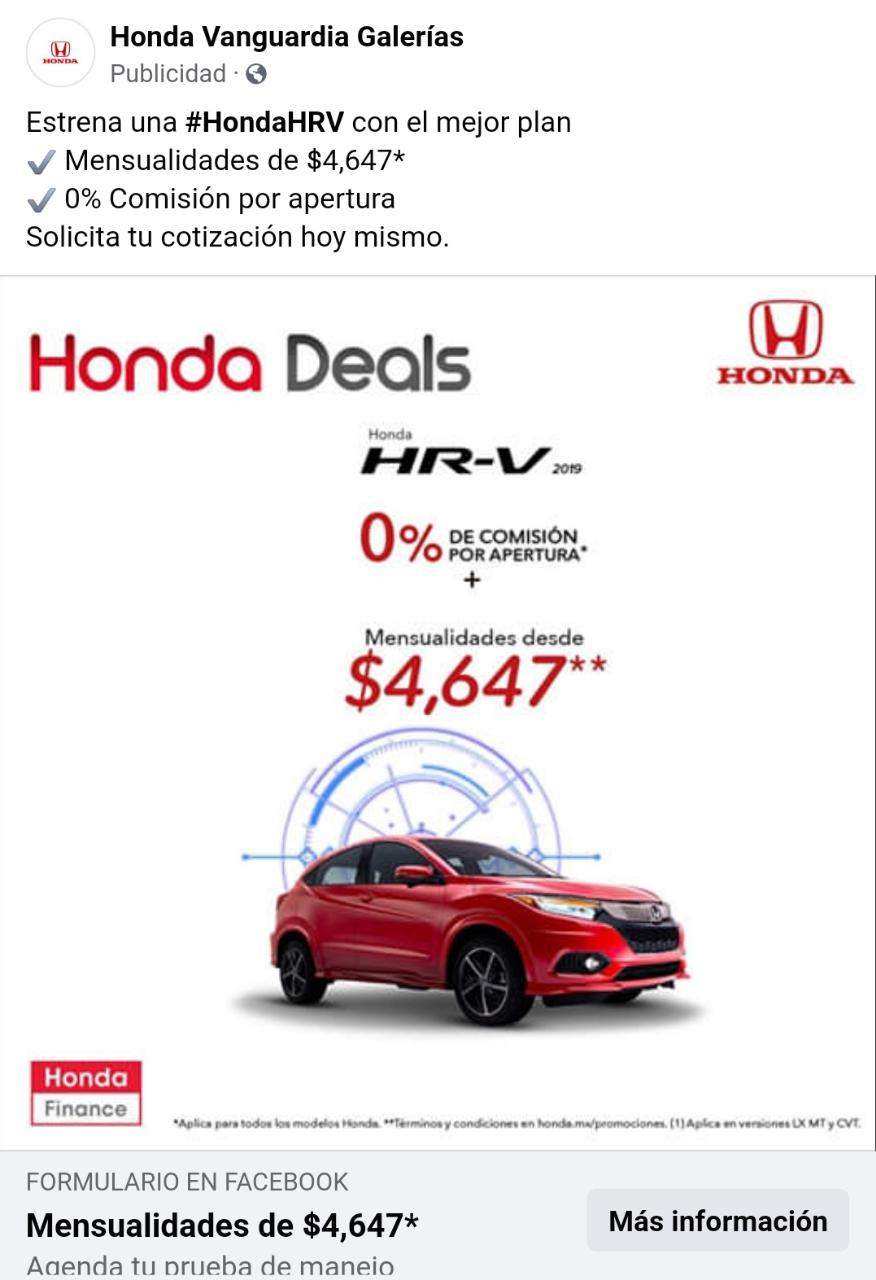 HONDA
Honda Vanguardia Galerías
Publicidad ·
Estrena una #HondaHRV con el mejor plan
✔ Mensualidades de $4,647*
✔ 0% Comisión por apertura
Solicita tu cotización hoy mismo.
Honda Deals
HONDA
Honda
HR-V 2019
0% DE COMISIÓN
POR APERTURA*
+
Mensualidades desde
$4,647**
Honda
Finance
*Aplica para todos los modelos Honda. **Términos y condiciones en honda.mx/promociones. (1) Aplica en versiones LX MT y CVT.
FORMULARIO EN FACEBOOK
Mensualidades de $4,647*
Más información
Agenda tu prueba de manejo